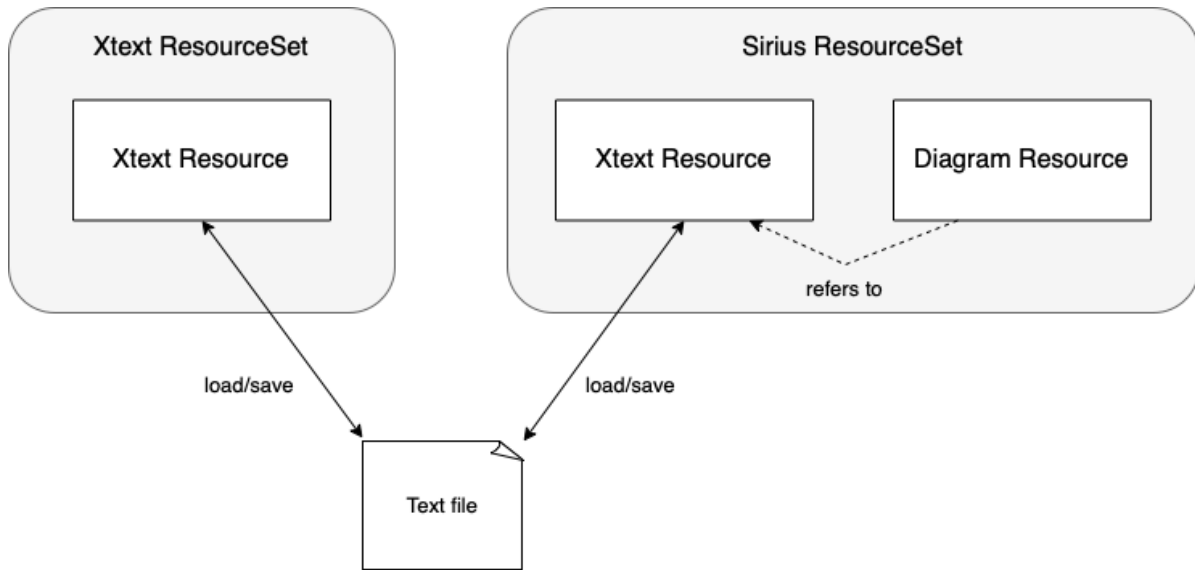 Xtext ResourceSet
Sirius ResourceSet
Xtext Resource
Xtext Resource
Diagram Resource
refers to
load/save
load/save
Text file